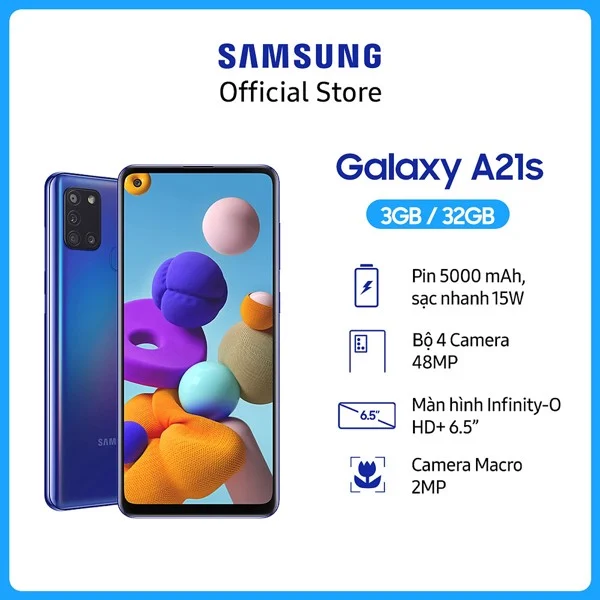 SAMSUNG
Official Store
Galaxy A21s
3GB / 32GB
Pin 5000 mAh,
sạc nhanh 15W
Bộ 4 Camera
48MP
6.5"
Màn hình Infinity-O
HD+ 6.5”
Camera Macro
2MP
SAM